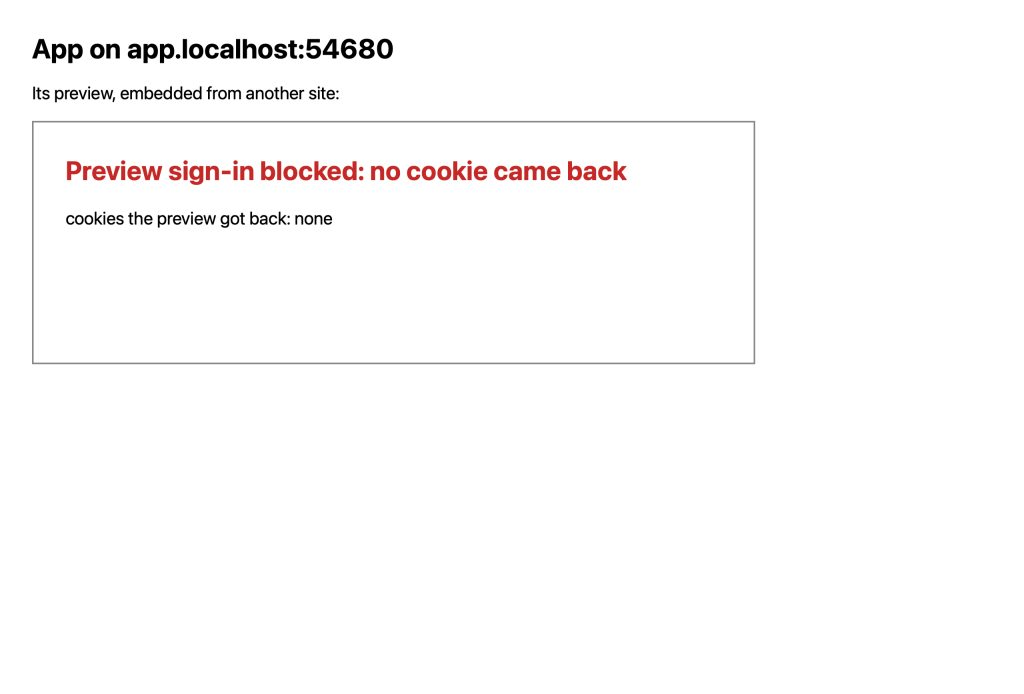 App on app.localhost:54680
Its preview, embedded from another site:
Preview sign-in blocked: no cookie came back
cookies the preview got back: none